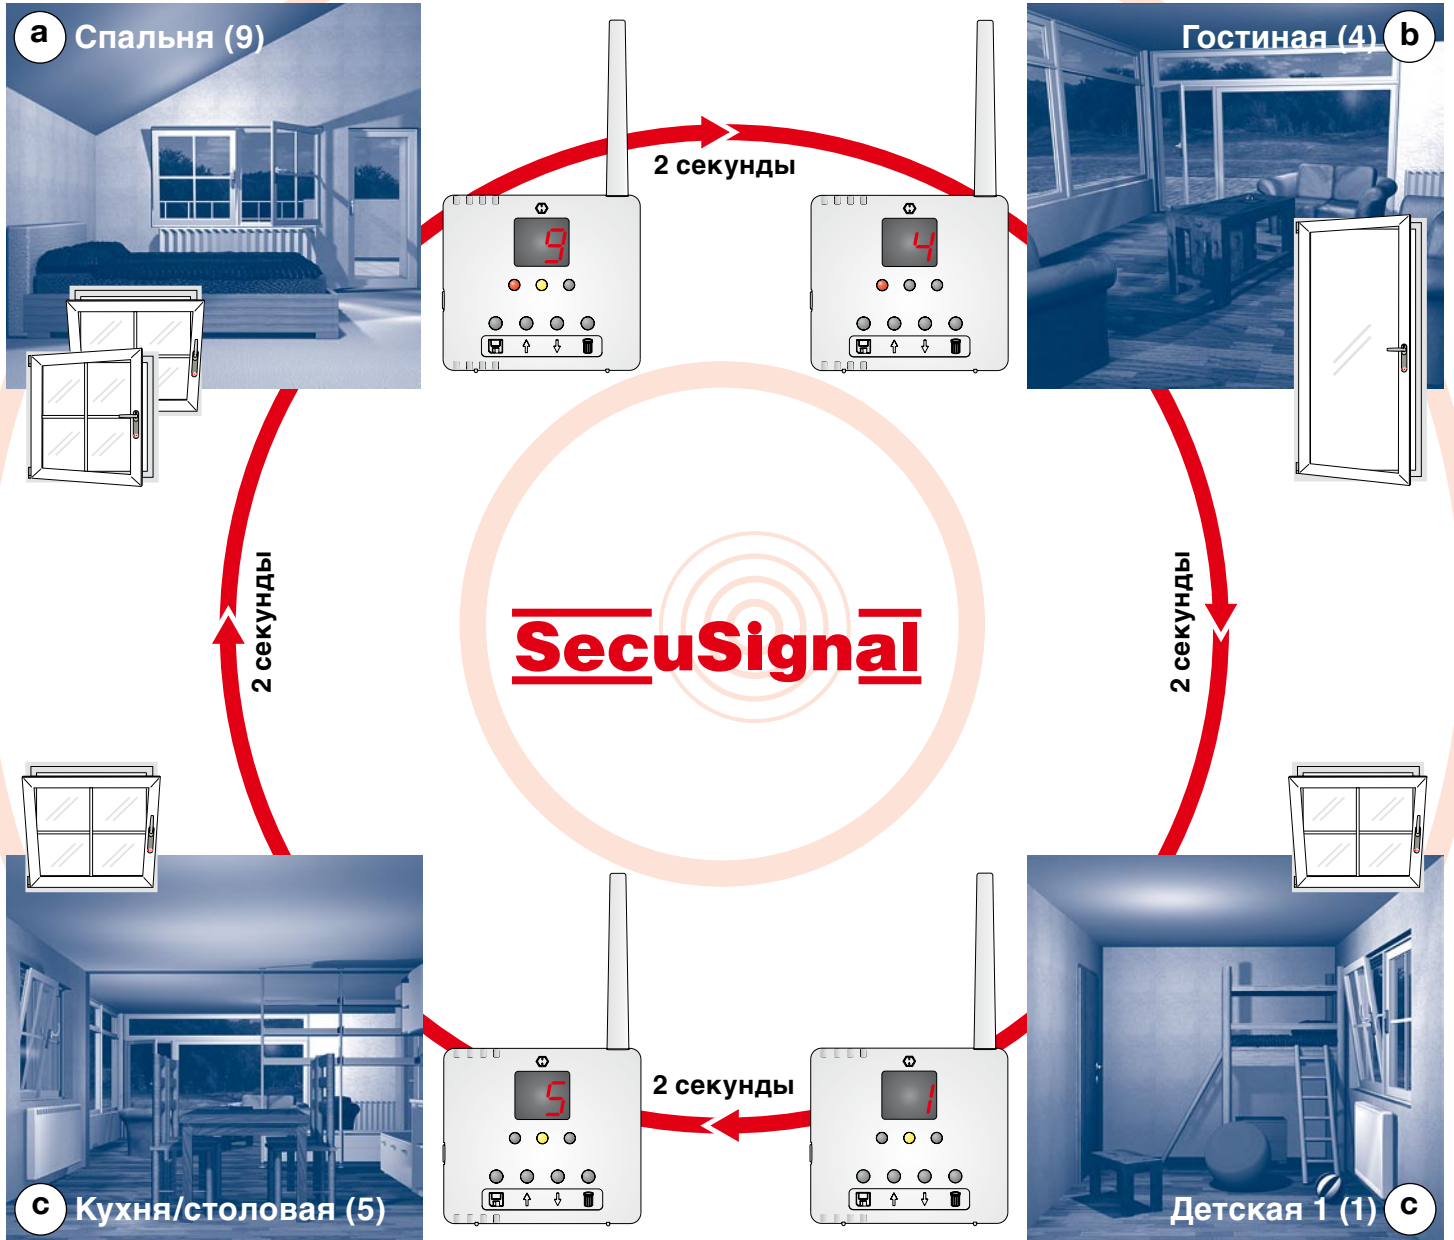 a Спальня (9)
Гостиная (4) b
2 секунды
9
4
2 секунды
2 секунды
SecuSignal
2 секунды
5
1
c Кухня/столовая (5)
Детская 1 (1) c